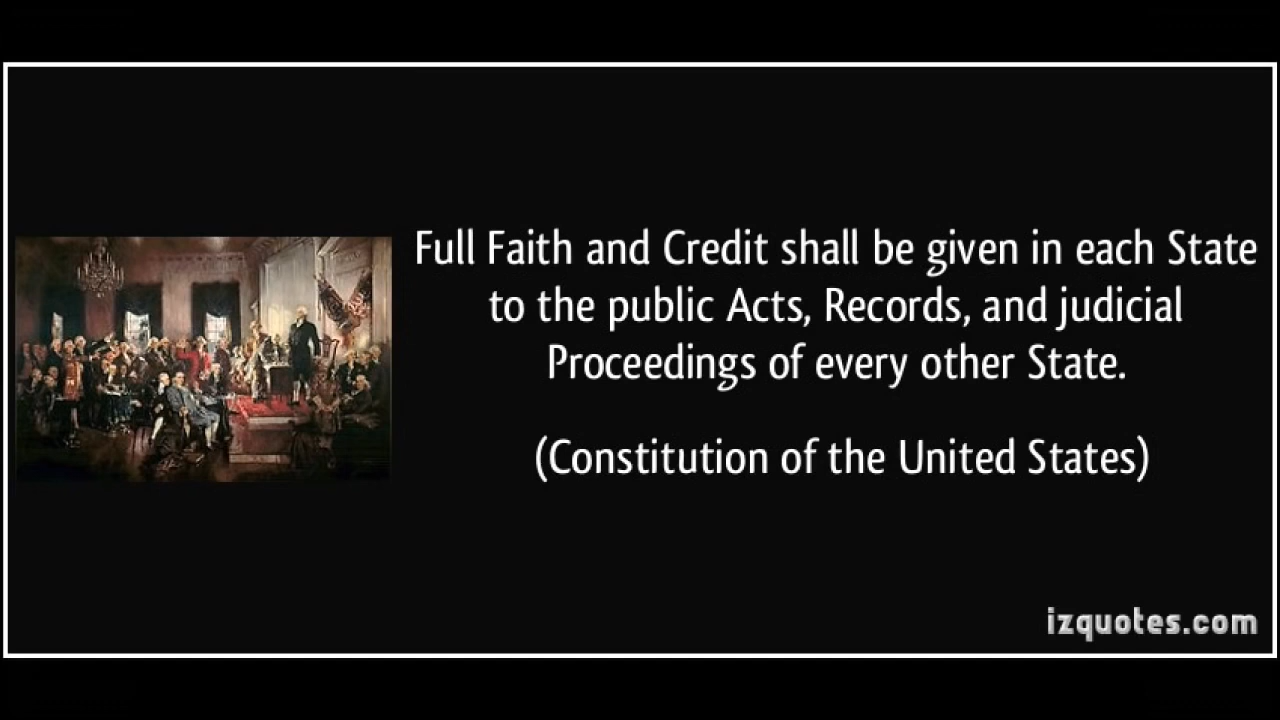 Full Faith and Credit shall be given in each State
to the public Acts, Records, and judicial
Proceedings of every other State.
(Constitution of the United States)
izquotes.com